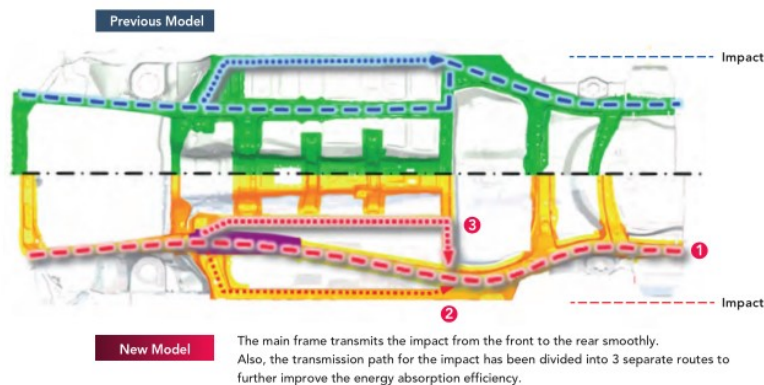 Previous Model
Impact
3
1
2
Impact
New Model
The main frame transmits the impact from the front to the rear smoothly.
Also, the transmission path for the impact has been divided into 3 separate routes to
further improve the energy absorption efficiency.